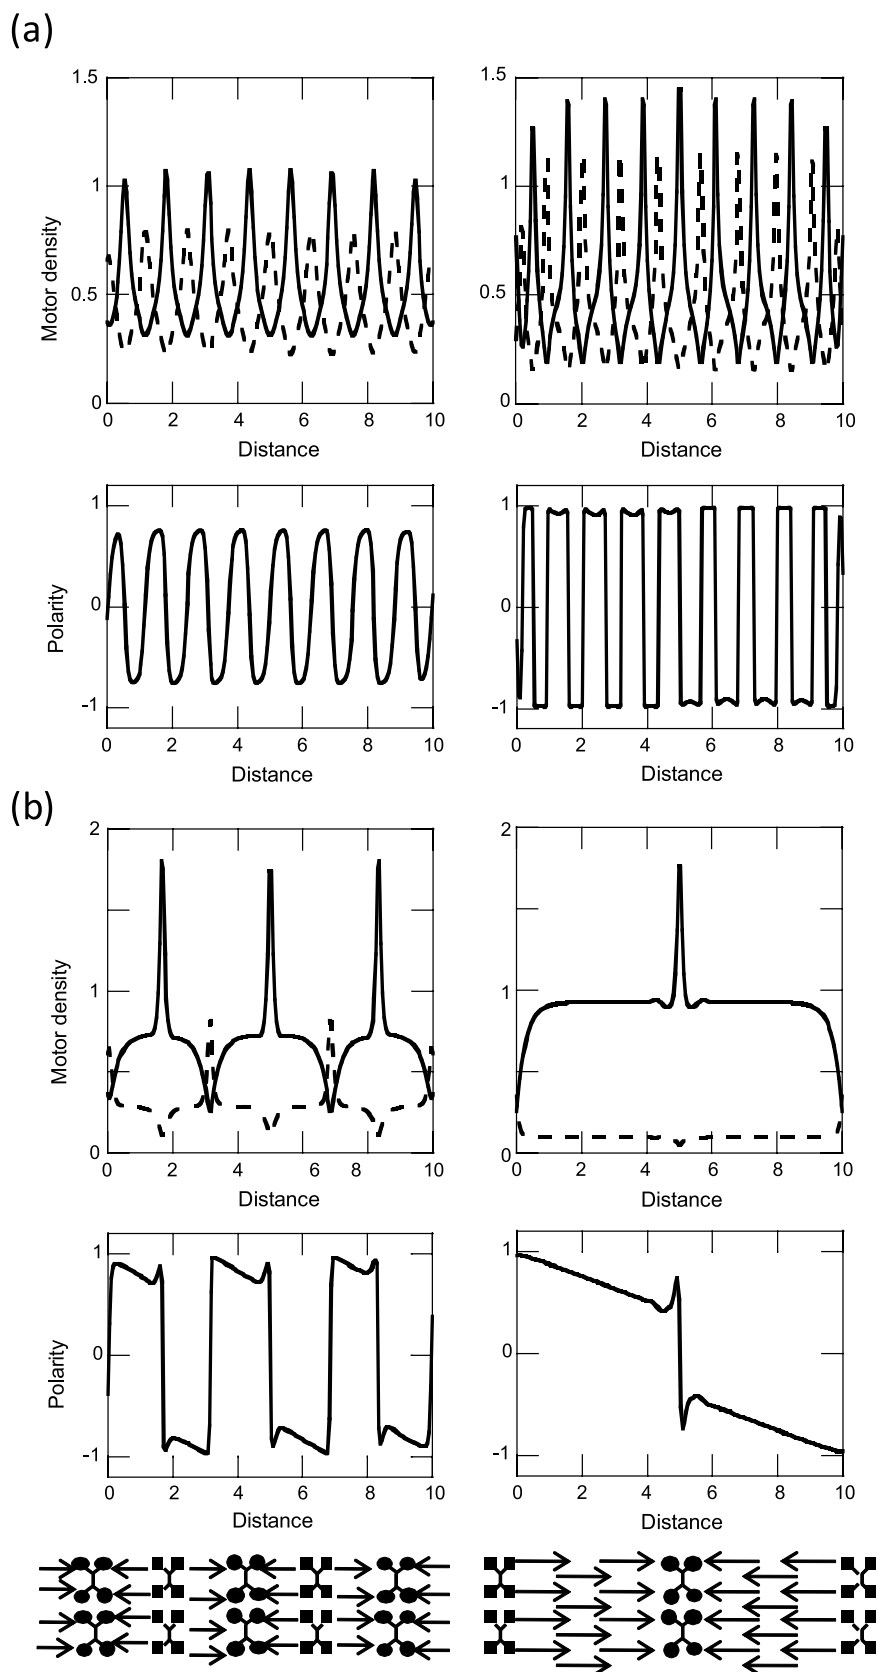 (a)
1.5 1.5
Motor density
1 1
0.5 0.5
0 0
0 2 4 6 8 10 0 2 4 6 8 10
Distance Distance
Polarity
1 1
0 0
-1 -1
0 2 4 6 8 10 0 2 4 6 8 10
Distance Distance
(b)
2 2
Motor density
1 1
0 0
0 2 4 6 8 10 0 2 4 6 8 10
Distance Distance
Polarity
1 1
0 0
-1 -1
0 2 4 6 8 10 0 2 4 6 8 10
Distance Distance